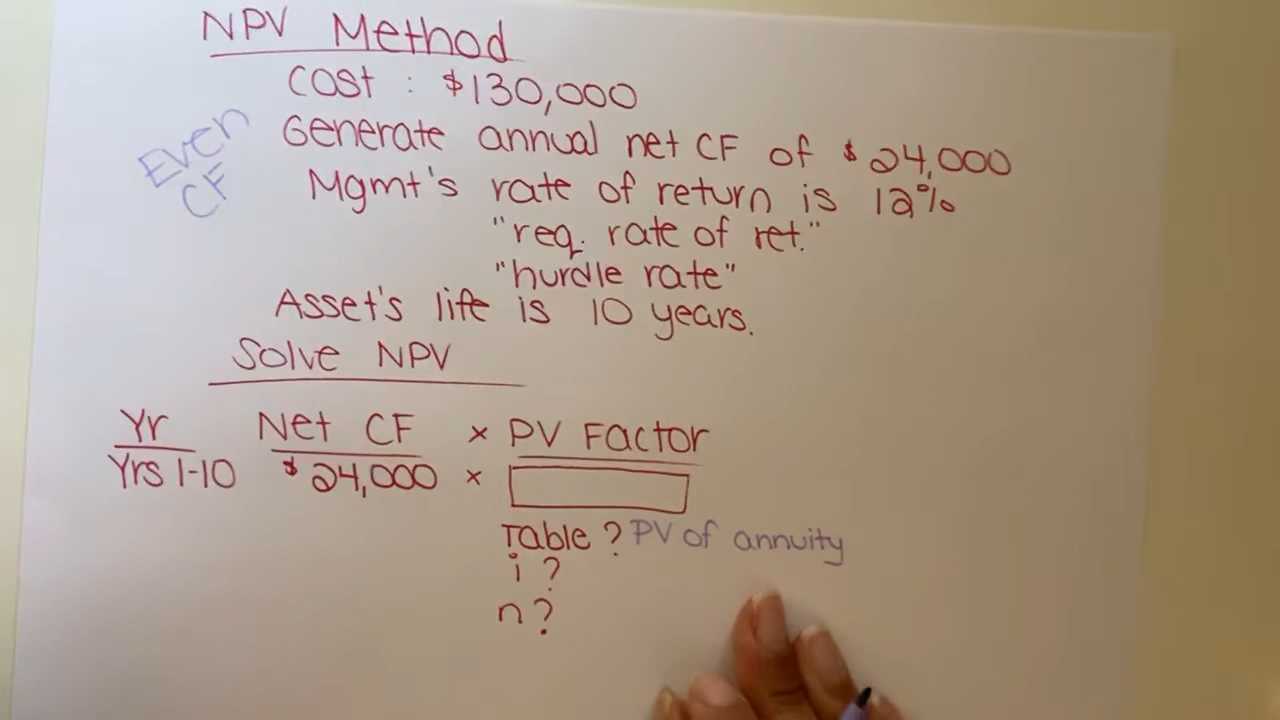 NPV Method
Cost : $130,000
Even
CF
Generate annual net CF of $24,000
Mgmt's rate of return is 12%
"req. rate of ret."
"hurdle rate"
Asset's life is 10 years.
Solve NPV
Yr Net CF × PV Factor
Yrs 1-10 $24,000 ×
Table ? PV of annuity
i ?
n ?